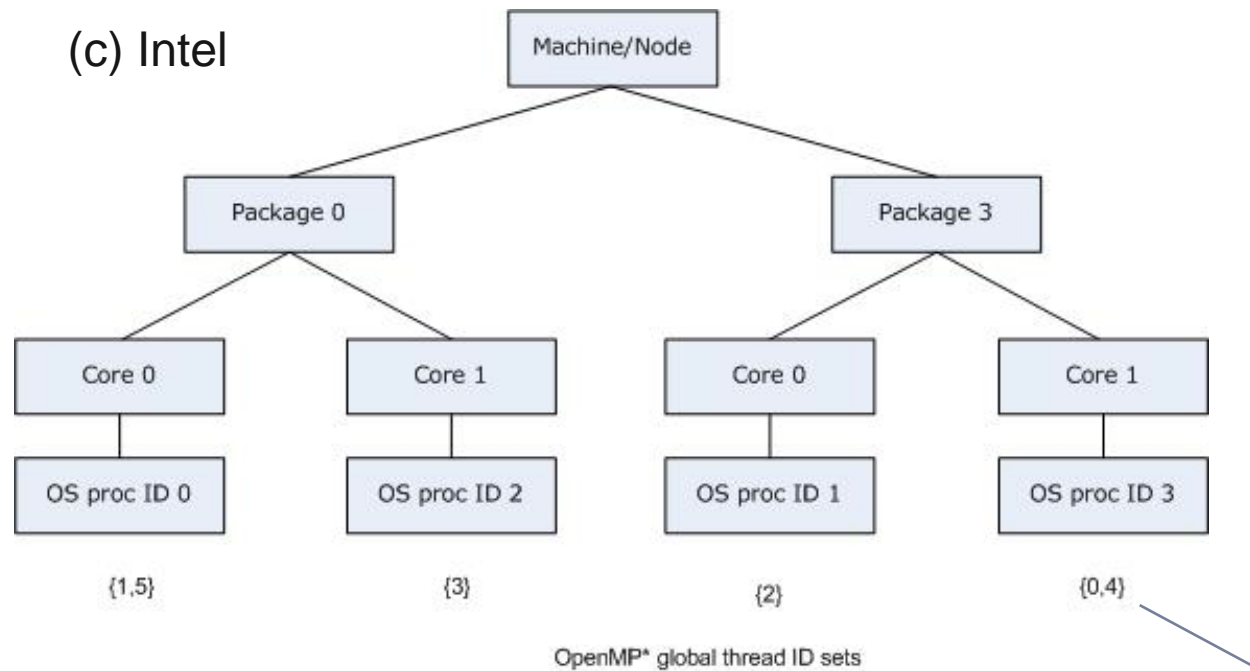 (c) Intel
Machine/Node
Package 0
Package 3
Core 0
Core 1
Core 0
Core 1
OS proc ID 0
OS proc ID 2
OS proc ID 1
OS proc ID 3
{1,5}
{3}
{2}
{0,4}
OpenMP* global thread ID sets